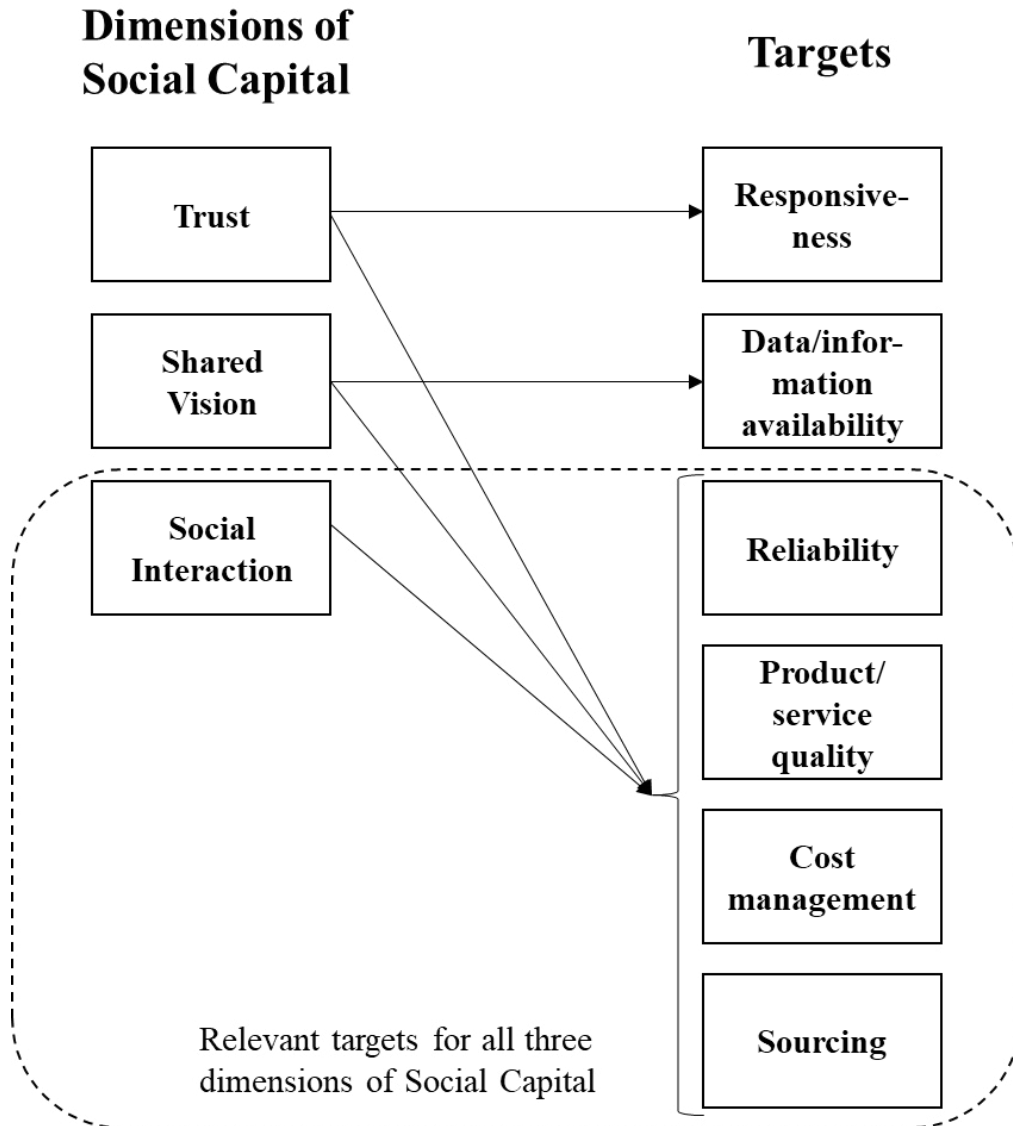 Dimensions of
Social Capital
Targets
Trust
Responsive-
ness
Shared
Vision
Data/infor-
mation
availability
Social
Interaction
Reliability
Product/
service
quality
Cost
management
Sourcing
Relevant targets for all three
dimensions of Social Capital